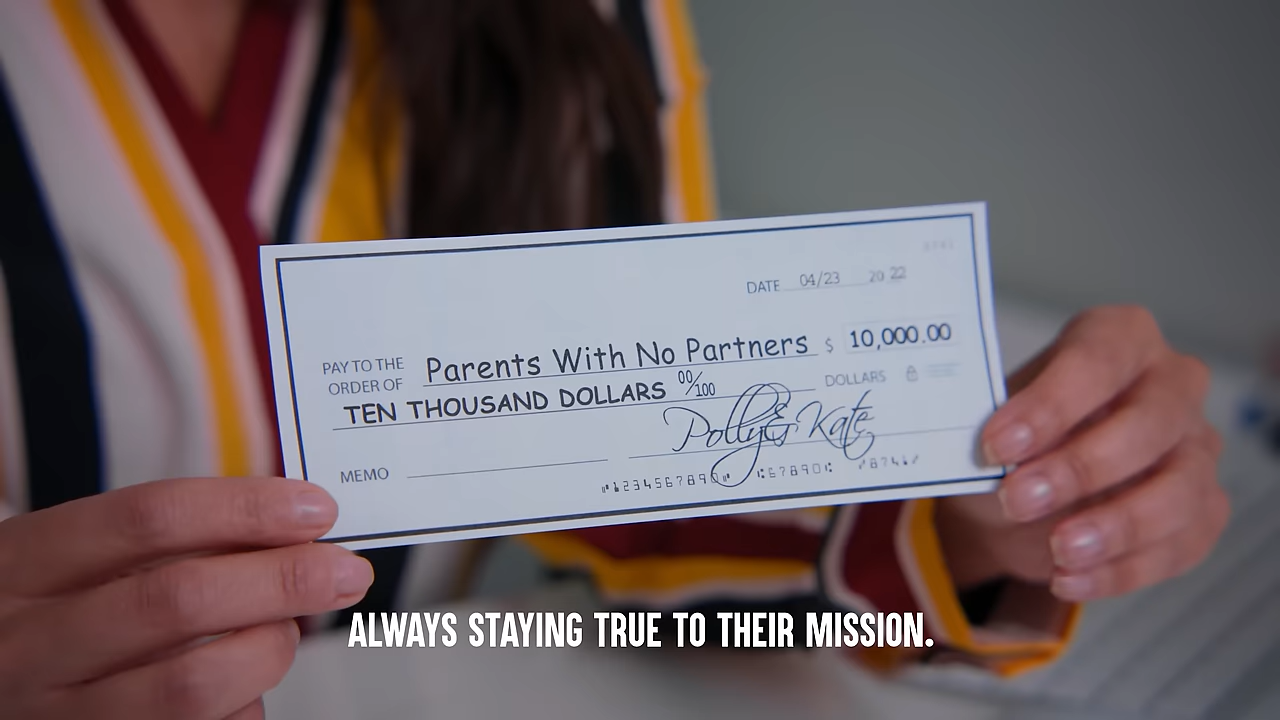 DATE 04/23 20 22
PAY TO THE ORDER OF Parents With No Partners $ 10,000.00
TEN THOUSAND DOLLARS 00/100 DOLLARS
Polly & Kate
MEMO
ALWAYS STAYING TRUE TO THEIR MISSION.